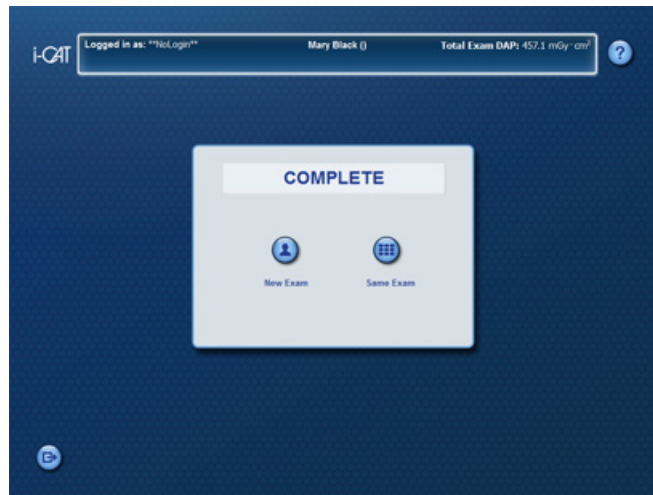 i-CAT
Logged in as: **NoLogin** Mary Black () Total Exam DAP: 457.1 mGy·cm²
?
COMPLETE
New Exam Same Exam